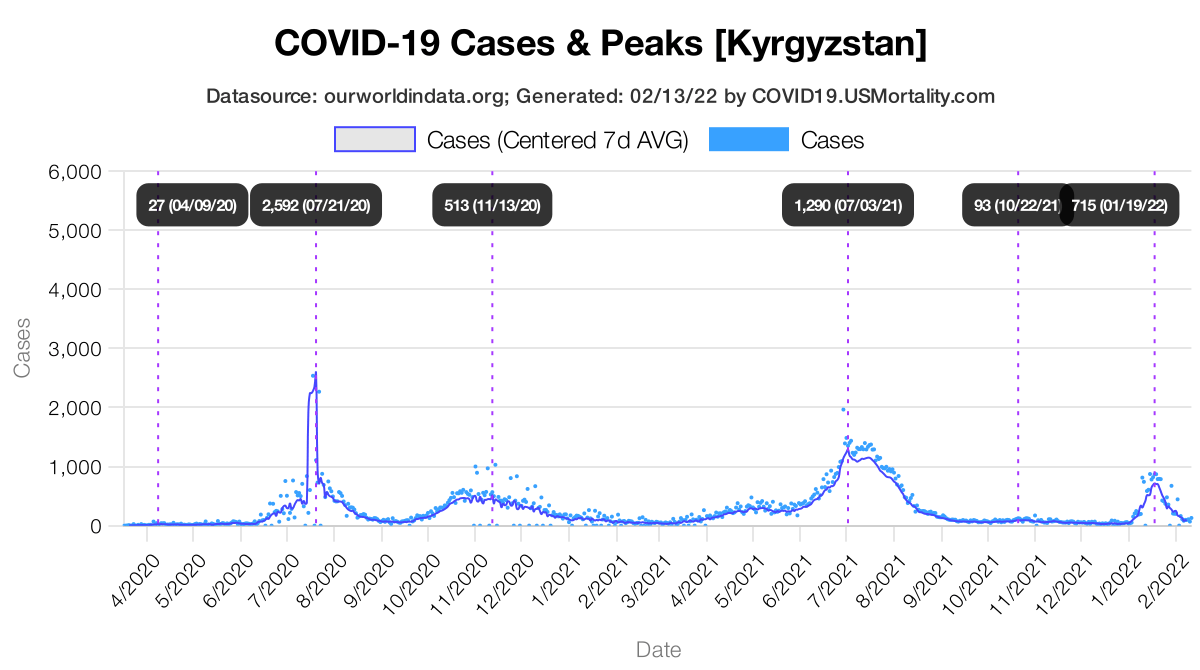 COVID-19 Cases & Peaks [Kyrgyzstan]
Datasource: ourworldindata.org; Generated: 02/13/22 by COVID19.USMortality.com
Cases (Centered 7d AVG) Cases
6,000
27 (04/09/20) 2,592 (07/21/20) 513 (11/13/20) 1,290 (07/03/21) 93 (10/22/21) 715 (01/19/22)
5,000
4,000
3,000
2,000
1,000
0
Cases
4/2020 5/2020 6/2020 7/2020 8/2020 9/2020 10/2020 11/2020 12/2020 1/2021 2/2021 3/2021 4/2021 5/2021 6/2021 7/2021 8/2021 9/2021 10/2021 11/2021 12/2021 1/2022 2/2022
Date